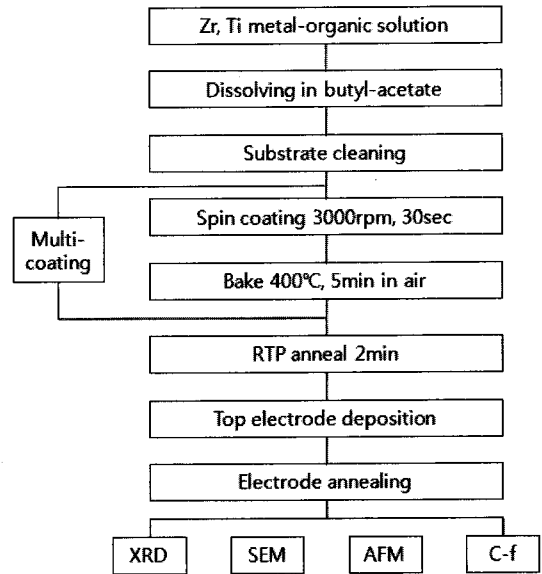 Zr, Ti metal-organic solution
Dissolving in butyl-acetate
Substrate cleaning
Spin coating 3000rpm, 30sec
Multi-
coating
Bake 400℃, 5min in air
RTP anneal 2min
Top electrode deposition
Electrode annealing
XRD
SEM
AFM
C-f